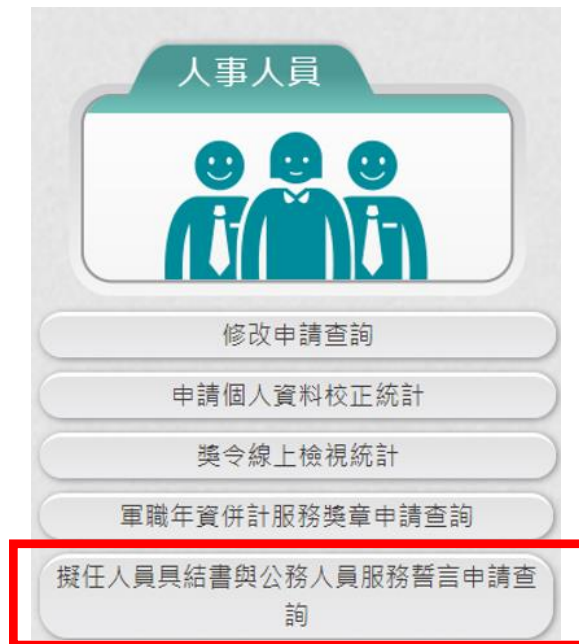 人事人員
修改申請查詢
申請個人資料校正統計
獎令線上檢視統計
軍職年資併計服務獎章申請查詢
擬任人員具結書與公務人員服務誓言申請查
詢